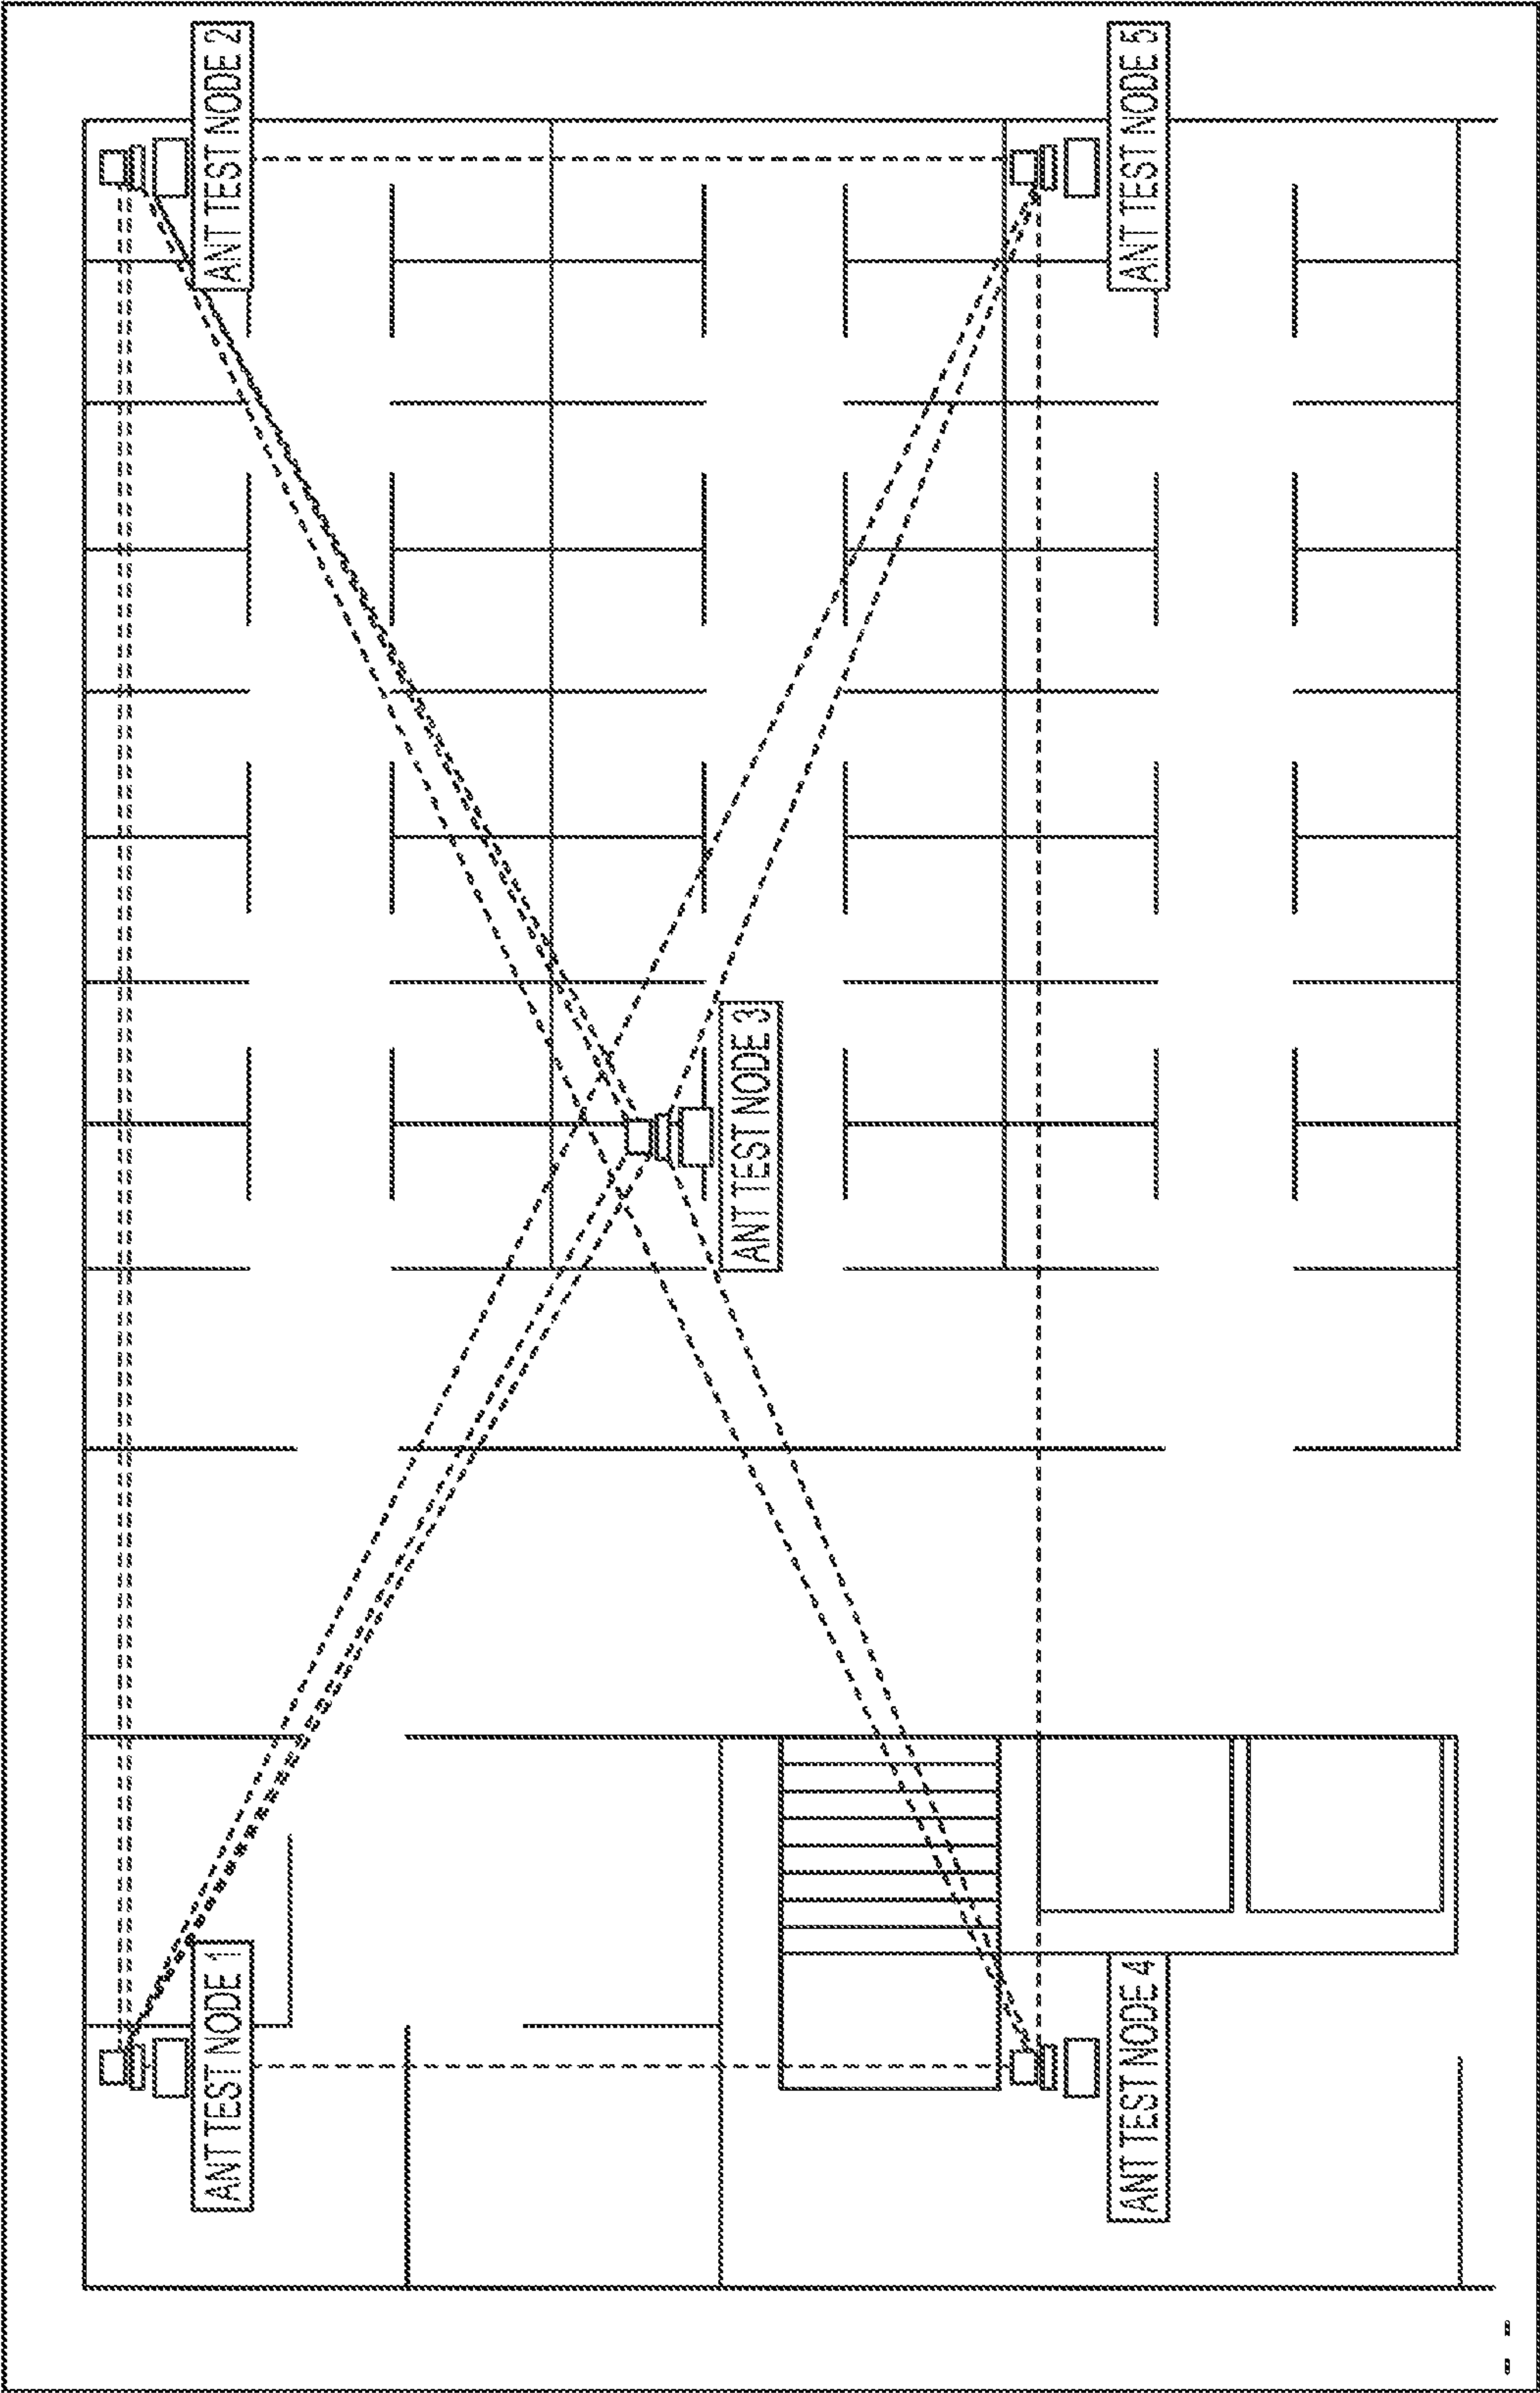 ANT TEST NODE 1
ANT TEST NODE 2
ANT TEST NODE 3
ANT TEST NODE 4
ANT TEST NODE 5